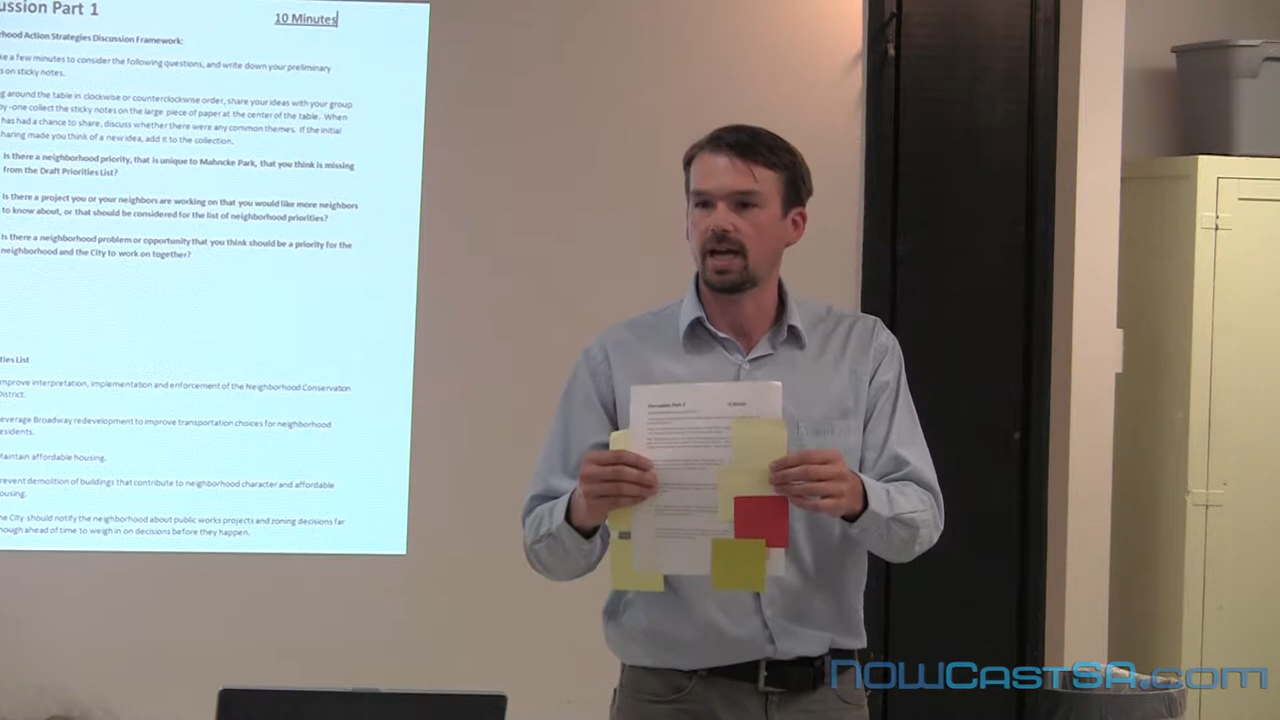 ussion Part 1
10 Minutes
rhood Action Strategies Discussion Framework:
ke a few minutes to consider the following questions, and write down your preliminary
s on sticky notes.
g around the table in clockwise or counterclockwise order, share your ideas with your group
by -one collect the sticky notes on the large piece of paper at the center of the table. When
has had a chance to share, discuss whether there were any common themes. If the initial
sharing made you think of a new idea, add it to the collection.
Is there a neighborhood priority, that is unique to Mahncke Park, that you think is missing
from the Draft Priorities List?
Is there a project you or your neighbors are working on that you would like more neighbors
to know about, or that should be considered for the list of neighborhood priorities?
Is there a neighborhood problem or opportunity that you think should be a priority for the
neighborhood and the City to work on together?
ties List
mprove interpretation, implementation and enforcement of the Neighborhood Conservation
District.
everage Broadway redevelopment to improve transportation choices for neighborhood
esidents.
Maintain affordable housing.
revent demolition of buildings that contribute to neighborhood character and affordable
ousing.
he City should notify the neighborhood about public works projects and zoning decisions far
nough ahead of time to weigh in on decisions before they happen.
NowCastSA.com